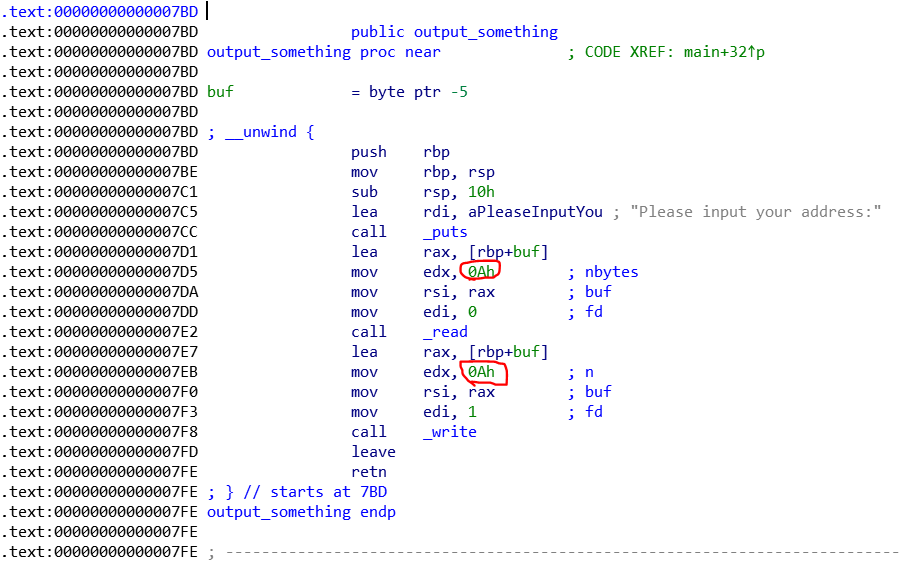 .text:00000000000007BD
.text:00000000000007BD public output_something
.text:00000000000007BD output_something proc near ; CODE XREF: main+32↑p
.text:00000000000007BD
.text:00000000000007BD buf = byte ptr -5
.text:00000000000007BD
.text:00000000000007BD ; __unwind {
.text:00000000000007BD push rbp
.text:00000000000007BE mov rbp, rsp
.text:00000000000007C1 sub rsp, 10h
.text:00000000000007C5 lea rdi, aPleaseInputYou ; "Please input your address:"
.text:00000000000007CC call _puts
.text:00000000000007D1 lea rax, [rbp+buf]
.text:00000000000007D5 mov edx, 0Ah ; nbytes
.text:00000000000007DA mov rsi, rax ; buf
.text:00000000000007DD mov edi, 0 ; fd
.text:00000000000007E2 call _read
.text:00000000000007E7 lea rax, [rbp+buf]
.text:00000000000007EB mov edx, 0Ah ; n
.text:00000000000007F0 mov rsi, rax ; buf
.text:00000000000007F3 mov edi, 1 ; fd
.text:00000000000007F8 call _write
.text:00000000000007FD leave
.text:00000000000007FE retn
.text:00000000000007FE ; } // starts at 7BD
.text:00000000000007FE output_something endp
.text:00000000000007FE
.text:00000000000007FE ; ---------------------------------------------------------------------------